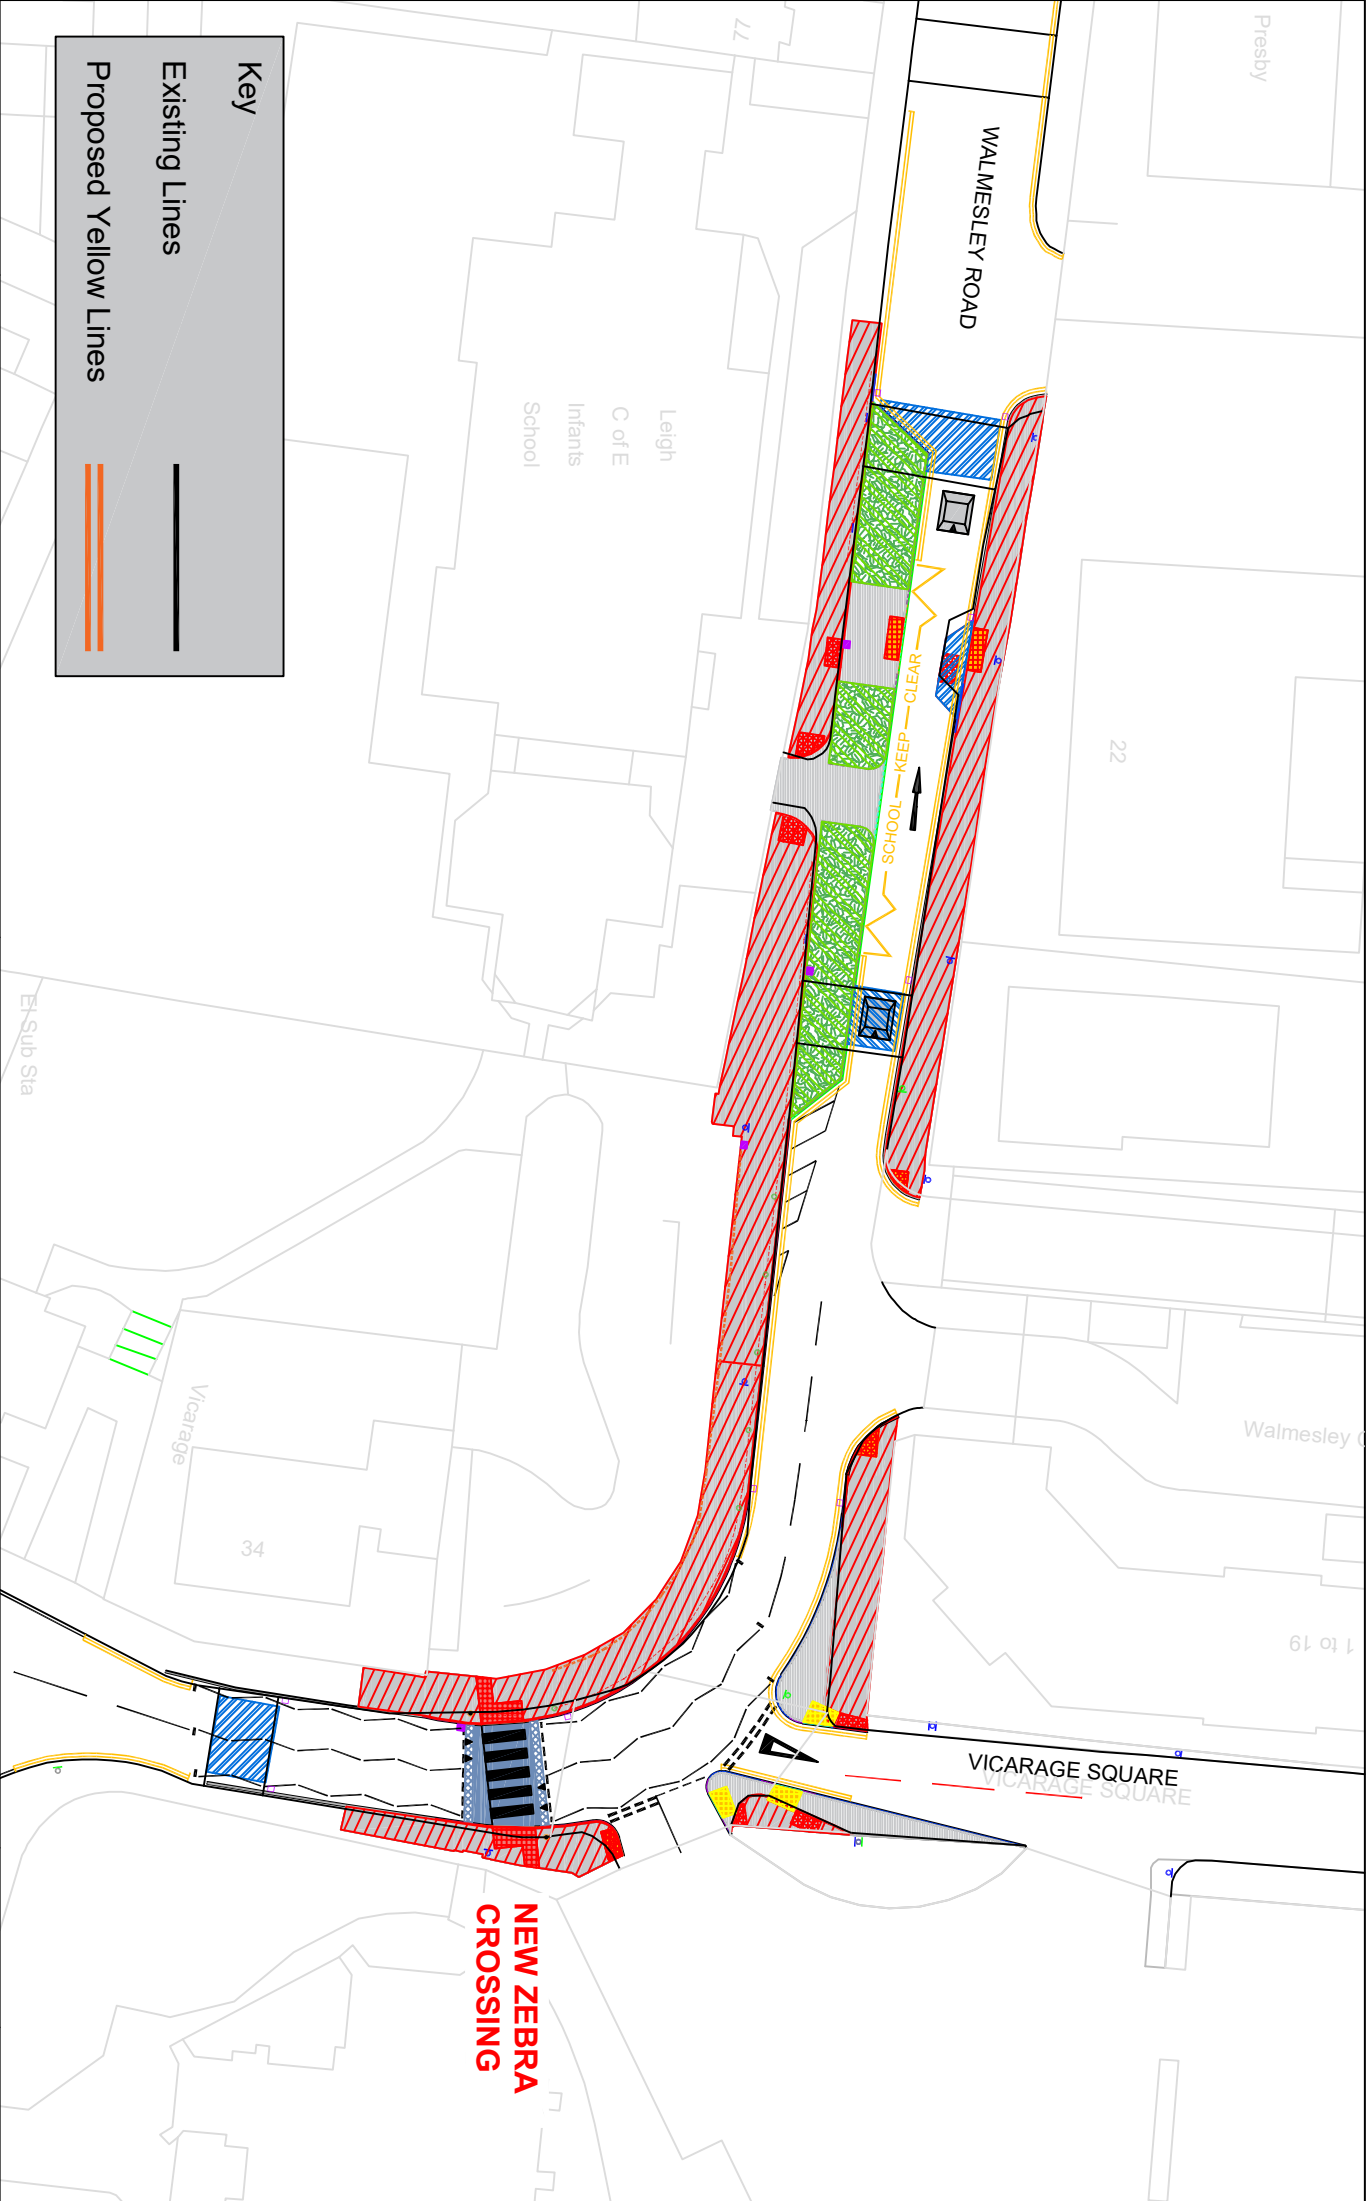 Key
Existing Lines
Proposed Yellow Lines
WALMESLEY ROAD
SCHOOL KEEP CLEAR
VICARAGE SQUARE
VICARAGE SQUARE
NEW ZEBRA
CROSSING
Presby
77
Leigh
C of E
Infants
School
22
El Sub Sta
Vicarage
34
Walmesley
1 to 19